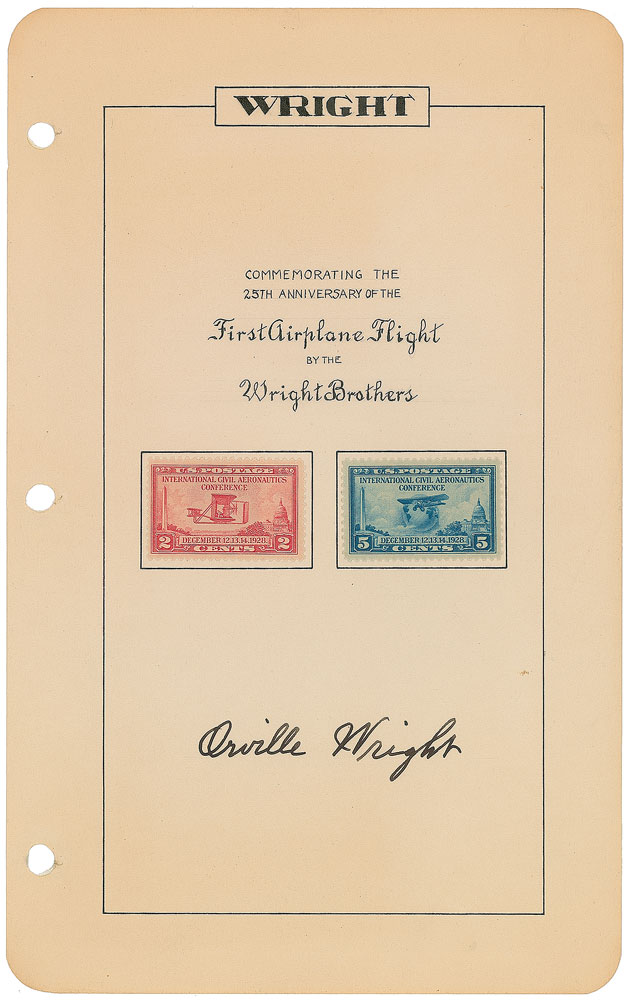 WRIGHT
COMMEMORATING THE
25TH ANNIVERSARY OF THE
First Airplane Flight
BY THE
Wright Brothers
U.S. POSTAGE
INTERNATIONAL CIVIL AERONAUTICS
CONFERENCE
2 DECEMBER 12.13.14.1928. 2
CENTS
U.S. POSTAGE
INTERNATIONAL CIVIL AERONAUTICS
CONFERENCE
5 DECEMBER 12.13.14.1928. 5
CENTS
Orville Wright